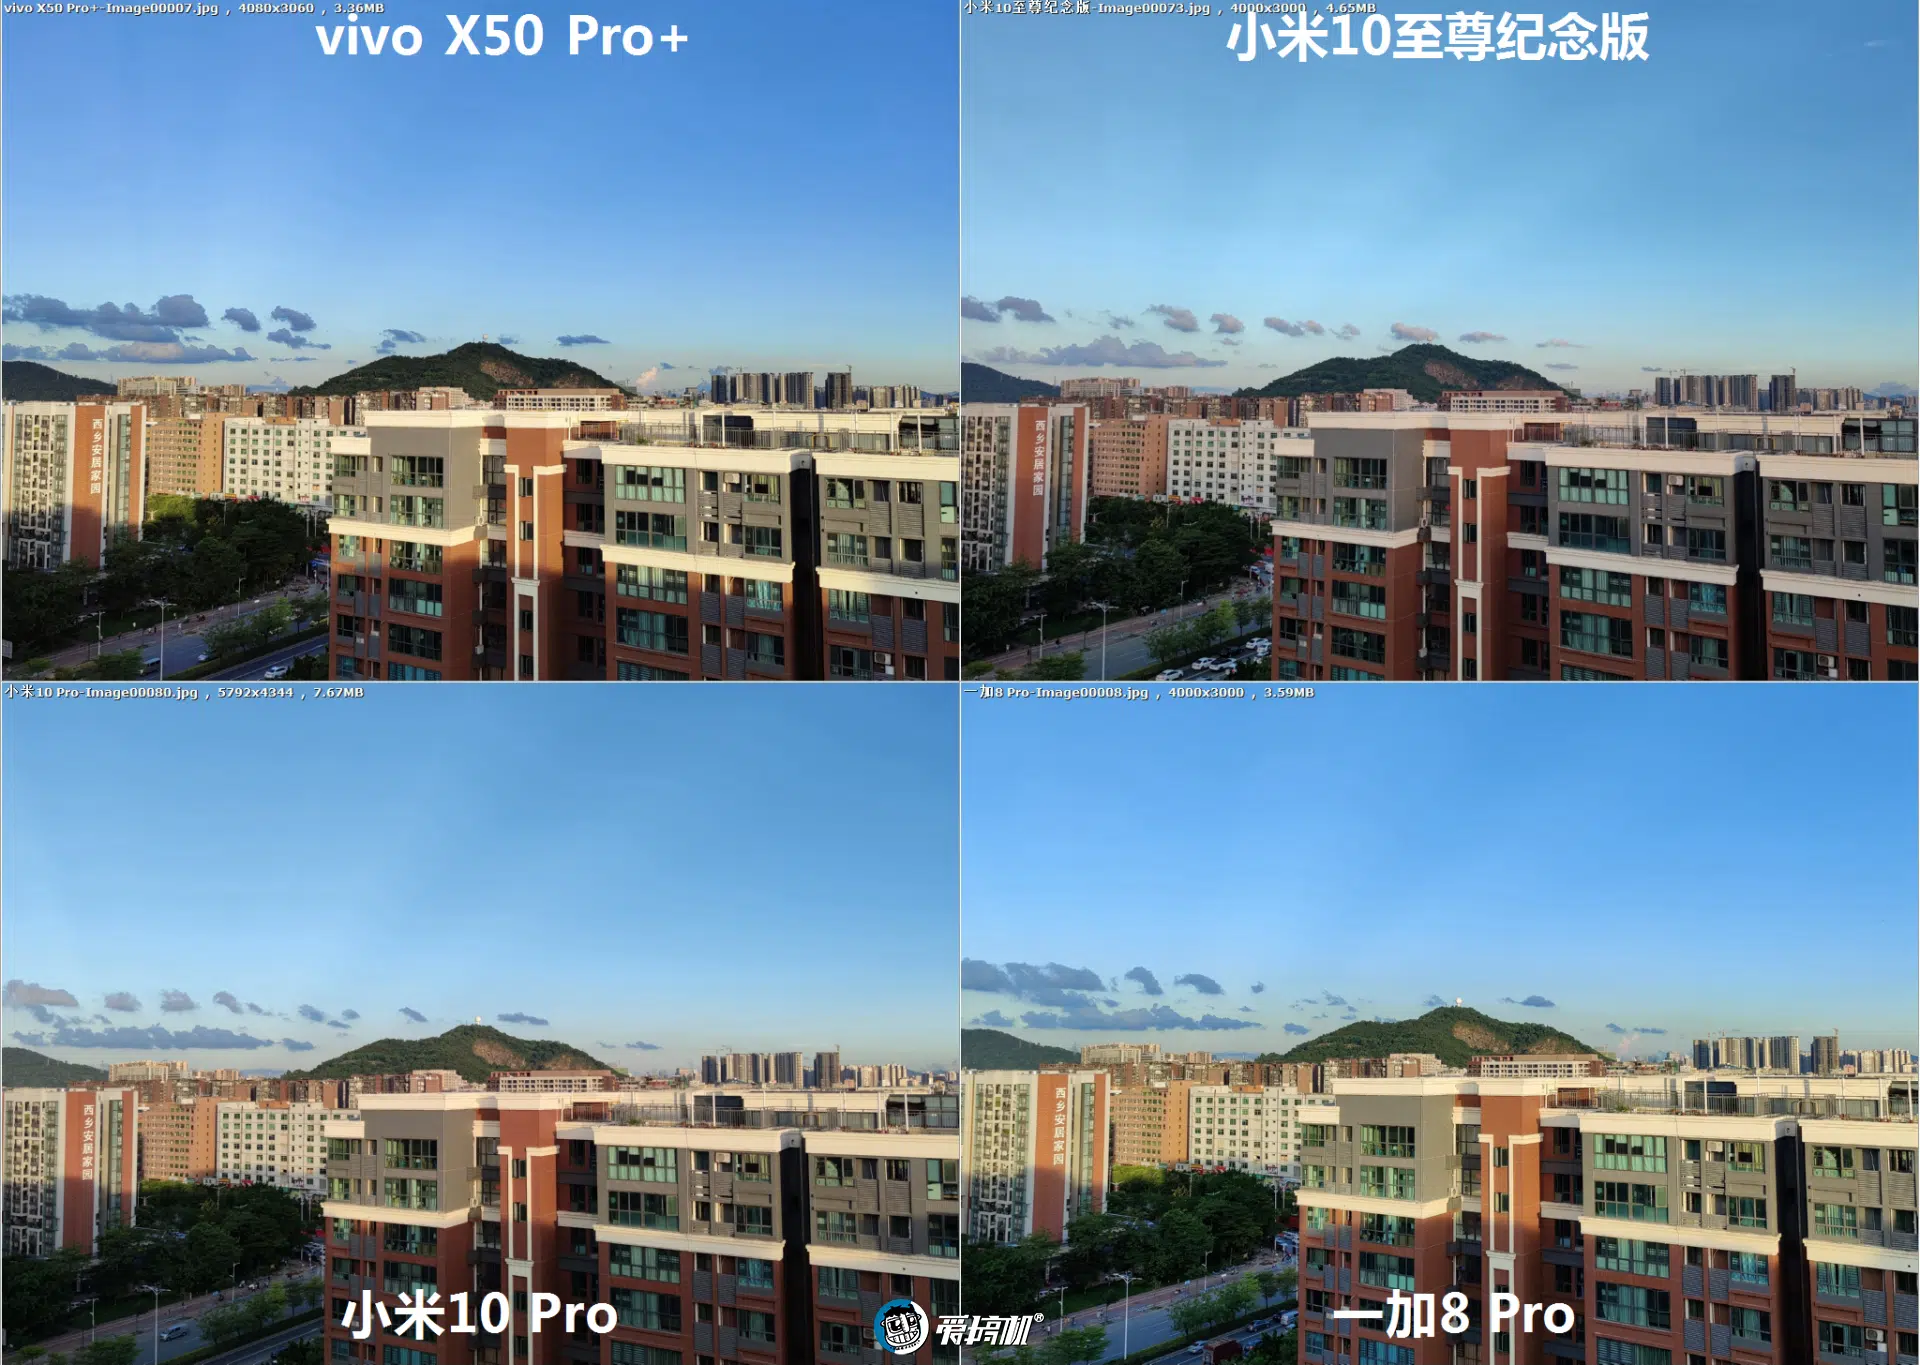 vivo X50 Pro+-Image00007.jpg , 4080x3060 , 3.36MB
vivo X50 Pro+
小米10至尊纪念版-Image00073.jpg , 4000x3000 , 4.65MB
小米10至尊纪念版
西乡安居家园
西乡安居家园
小米10 Pro-Image00080.jpg , 5792x4344 , 7.67MB
一加8 Pro-Image00008.jpg , 4000x3000 , 3.59MB
西乡安居家园
西乡安居家园
小米10 Pro
爱搞机®
一加8 Pro